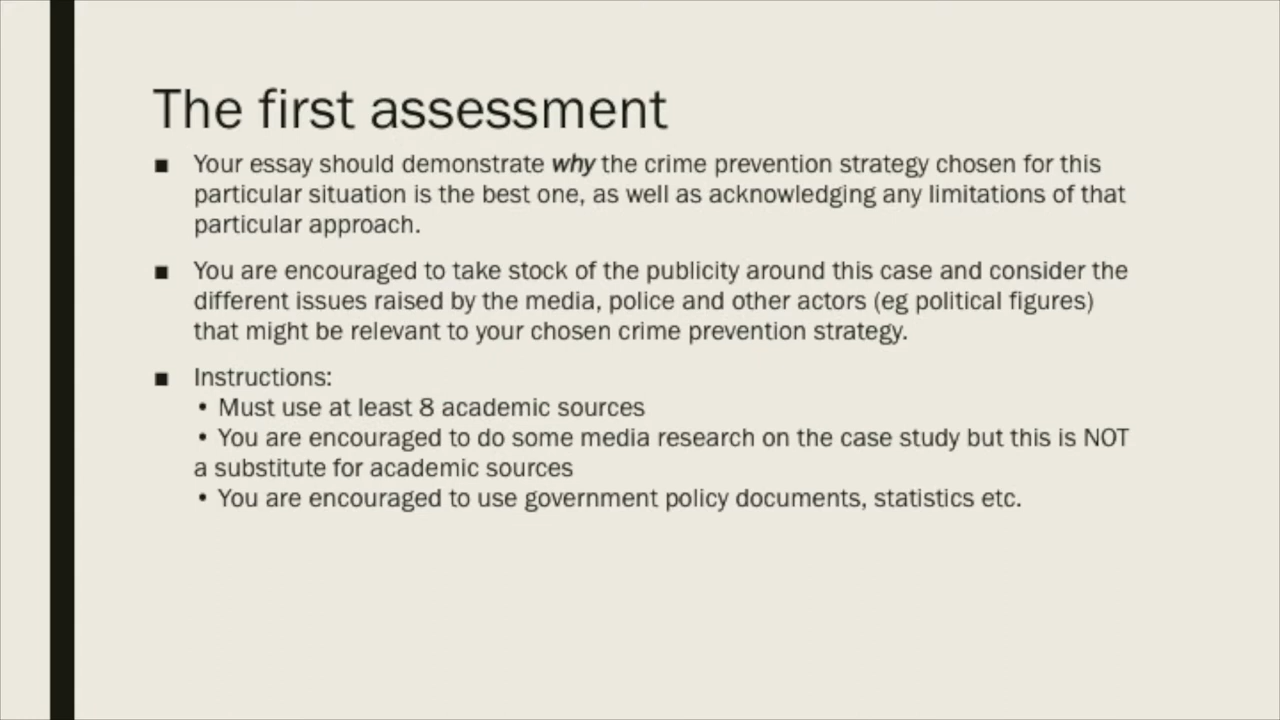 The first assessment
■ Your essay should demonstrate why the crime prevention strategy chosen for this
particular situation is the best one, as well as acknowledging any limitations of that
particular approach.
■ You are encouraged to take stock of the publicity around this case and consider the
different issues raised by the media, police and other actors (eg political figures)
that might be relevant to your chosen crime prevention strategy.
■ Instructions:
• Must use at least 8 academic sources
• You are encouraged to do some media research on the case study but this is NOT
a substitute for academic sources
• You are encouraged to use government policy documents, statistics etc.